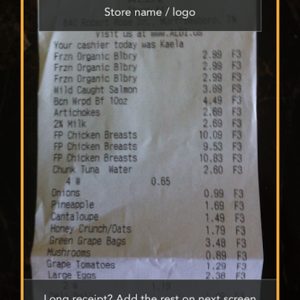 Store name / logo
Visit us at www.ALDI.us
Your cashier today was Kaela
Frzn Organic Blbry 2.99 F3
Frzn Organic Blbry 2.99 F3
Frzn Organic Blbry 2.99 F3
Wild Caught Salmon 3.89 F3
Bcn Wrpd Bf 10oz 4.49 F3
Artichokes 2.69 F3
2% Milk 2.69 F3
FP Chicken Breasts 10.09 F3
FP Chicken Breasts 9.53 F3
FP Chicken Breasts 10.83 F3
Chunk Tuna Water 2.60 F3
4 @ 0.65
Onions 0.99 F3
Pineapple 1.69 F3
Cantaloupe 1.49 F3
Honey Crunch/Oats 1.79 F3
Green Grape Bags 3.48 F3
Mushrooms 0.89 F3
Grape Tomatoes 1.29 F3
Large Eggs 2.38 F3
Long receipt? Add the rest on next screen